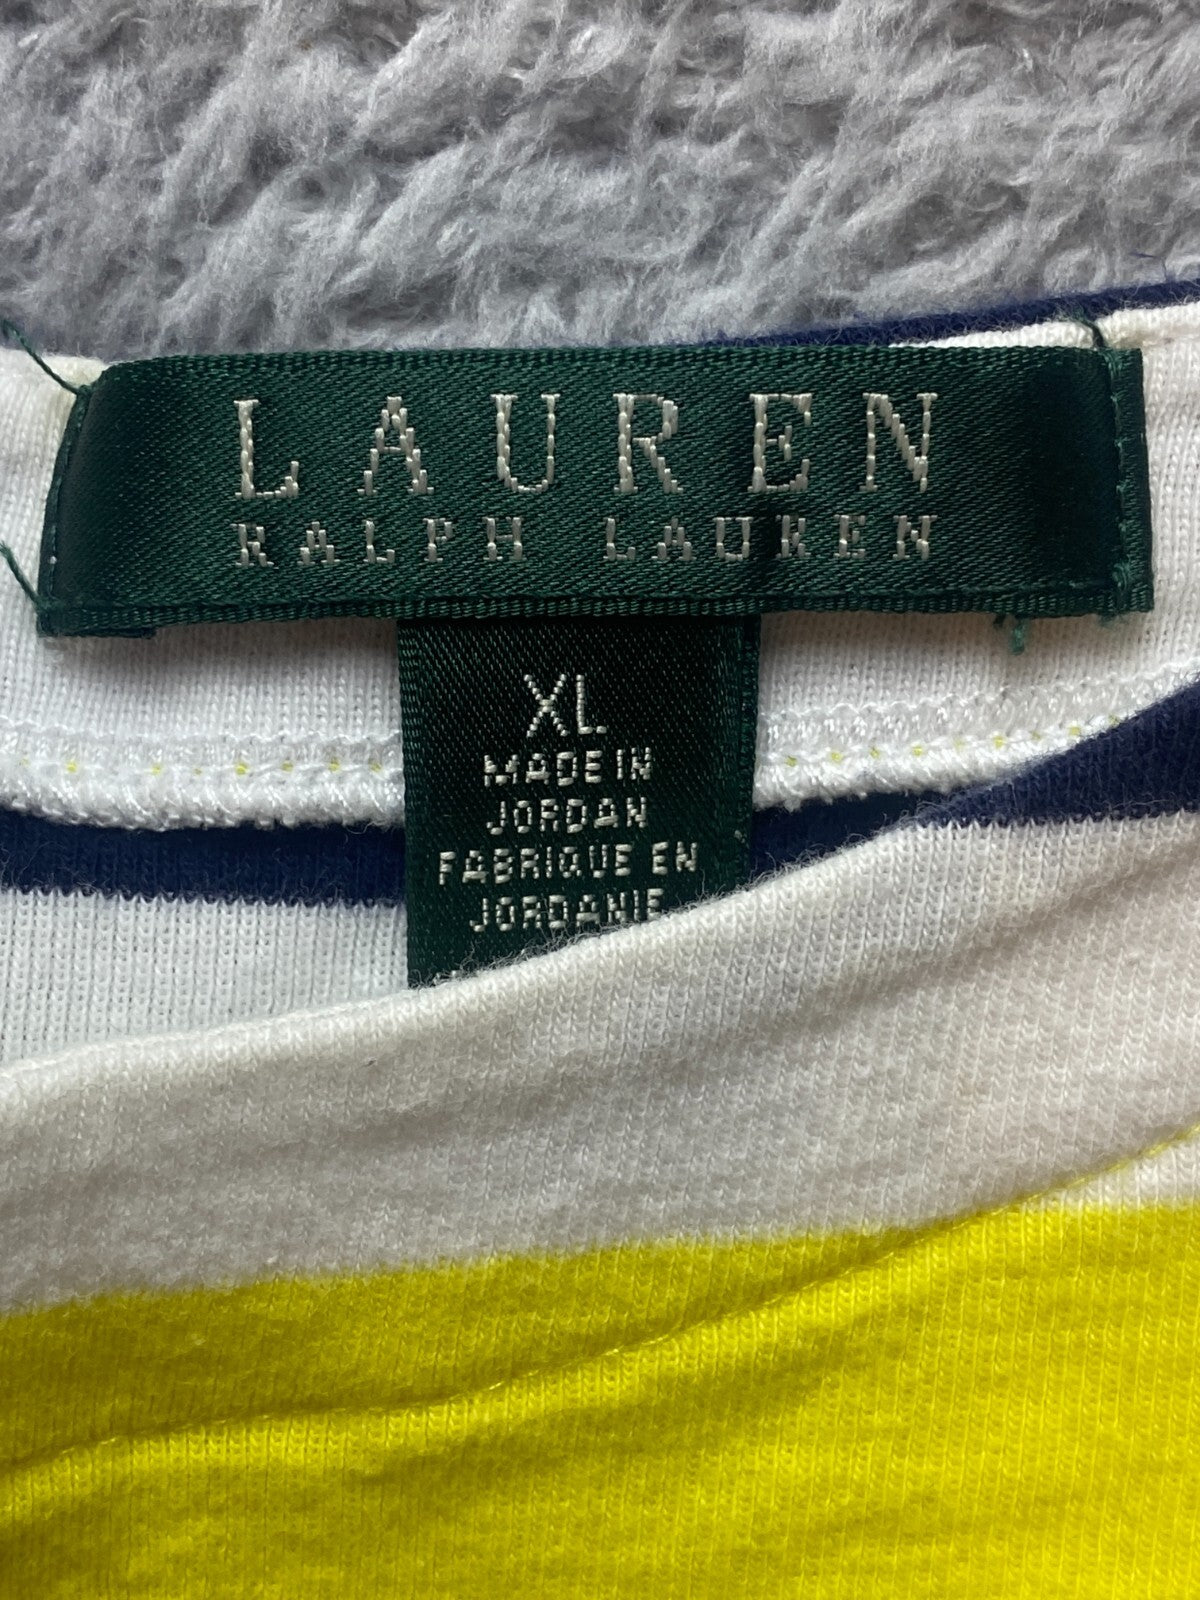 LAUREN
RALPH LAUREN
XL
MADE IN
JORDAN
FABRIQUE EN
JORDANIE